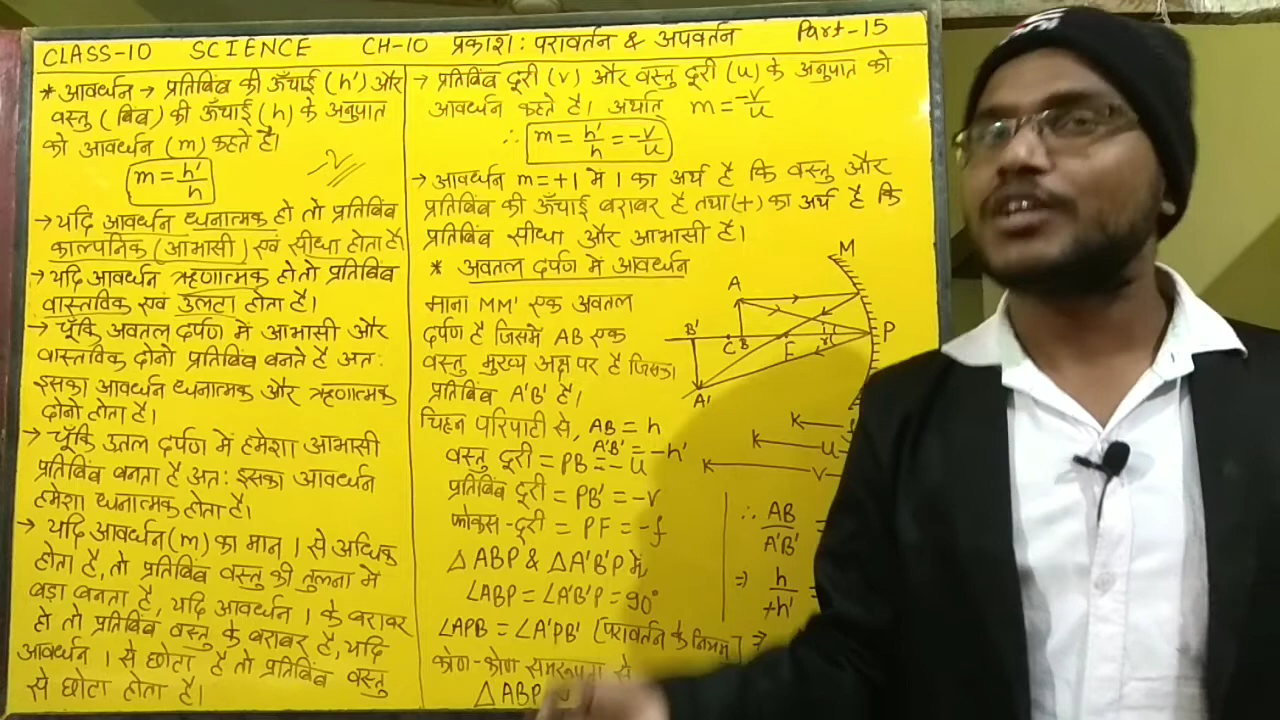 CLASS-10 SCIENCE CH-10 प्रकाश: परावर्तन & अपवर्तन Part-15
* आवर्धन → प्रतिबिंब की ऊँचाई (h') और
वस्तु (बिंब) की ऊँचाई (h) के अनुपात
को आवर्धन (m) कहते है।
m = h'/h
→ यदि आवर्धन धनात्मक हो तो प्रतिबिंब
काल्पनिक (आभासी) एवं सीधा होता है।
→ यदि आवर्धन ऋणात्मक हो तो प्रतिबिंब
वास्तविक एवं उलटा होता है।
→ चूँकि अवतल दर्पण में आभासी और
वास्तविक दोनो प्रतिबिंब बनते है अत:
इसका आवर्धन धनात्मक और ऋणात्मक
दोनो होता है।
→ चूँकि उतल दर्पण में हमेशा आभासी
प्रतिबिंब बनता है अत: इसका आवर्धन
हमेशा धनात्मक होता है।
→ यदि आवर्धन (m) का मान 1 से अधिक
होता है, तो प्रतिबिंब वस्तु की तुलना में
बड़ा बनता है, यदि आवर्धन 1 के बराबर
हो तो प्रतिबिंब वस्तु के बराबर है, यदि
आवर्धन 1 से छोटा है तो प्रतिबिंब वस्तु
से छोटा होता है।
→ प्रतिबिंब दूरी (v) और वस्तु दूरी (u) के अनुपात को
आवर्धन कहते है। अर्थात् m = -v/u
∴ m = h'/h = -v/u
→ आवर्धन m = +1 में 1 का अर्थ है कि वस्तु और
प्रतिबिंब की ऊँचाई बराबर है तथा (+) का अर्थ है कि
प्रतिबिंब सीधा और आभासी है।
* अवतल दर्पण में आवर्धन
माना MM' एक अवतल
दर्पण है जिसमें AB एक
वस्तु मुख्य अक्ष पर है जिसका
प्रतिबिंब A'B' है।
चिहन परिपाटी से, AB = h
A'B' = -h'
वस्तु दूरी = PB = -u
प्रतिबिंब दूरी = PB' = -v
फोकस-दूरी = PF = -f
△ABP & △A'B'P में,
∠ABP = ∠A'B'P = 90°
∠APB = ∠A'PB' [परावर्तन के नियम]
कोण-कोण समरूपता से
△ABP
M
A
B'
C B
F
i
r
P
A'
f
u
v
∴ AB/A'B' =
⇒ h/+h' =
⇒